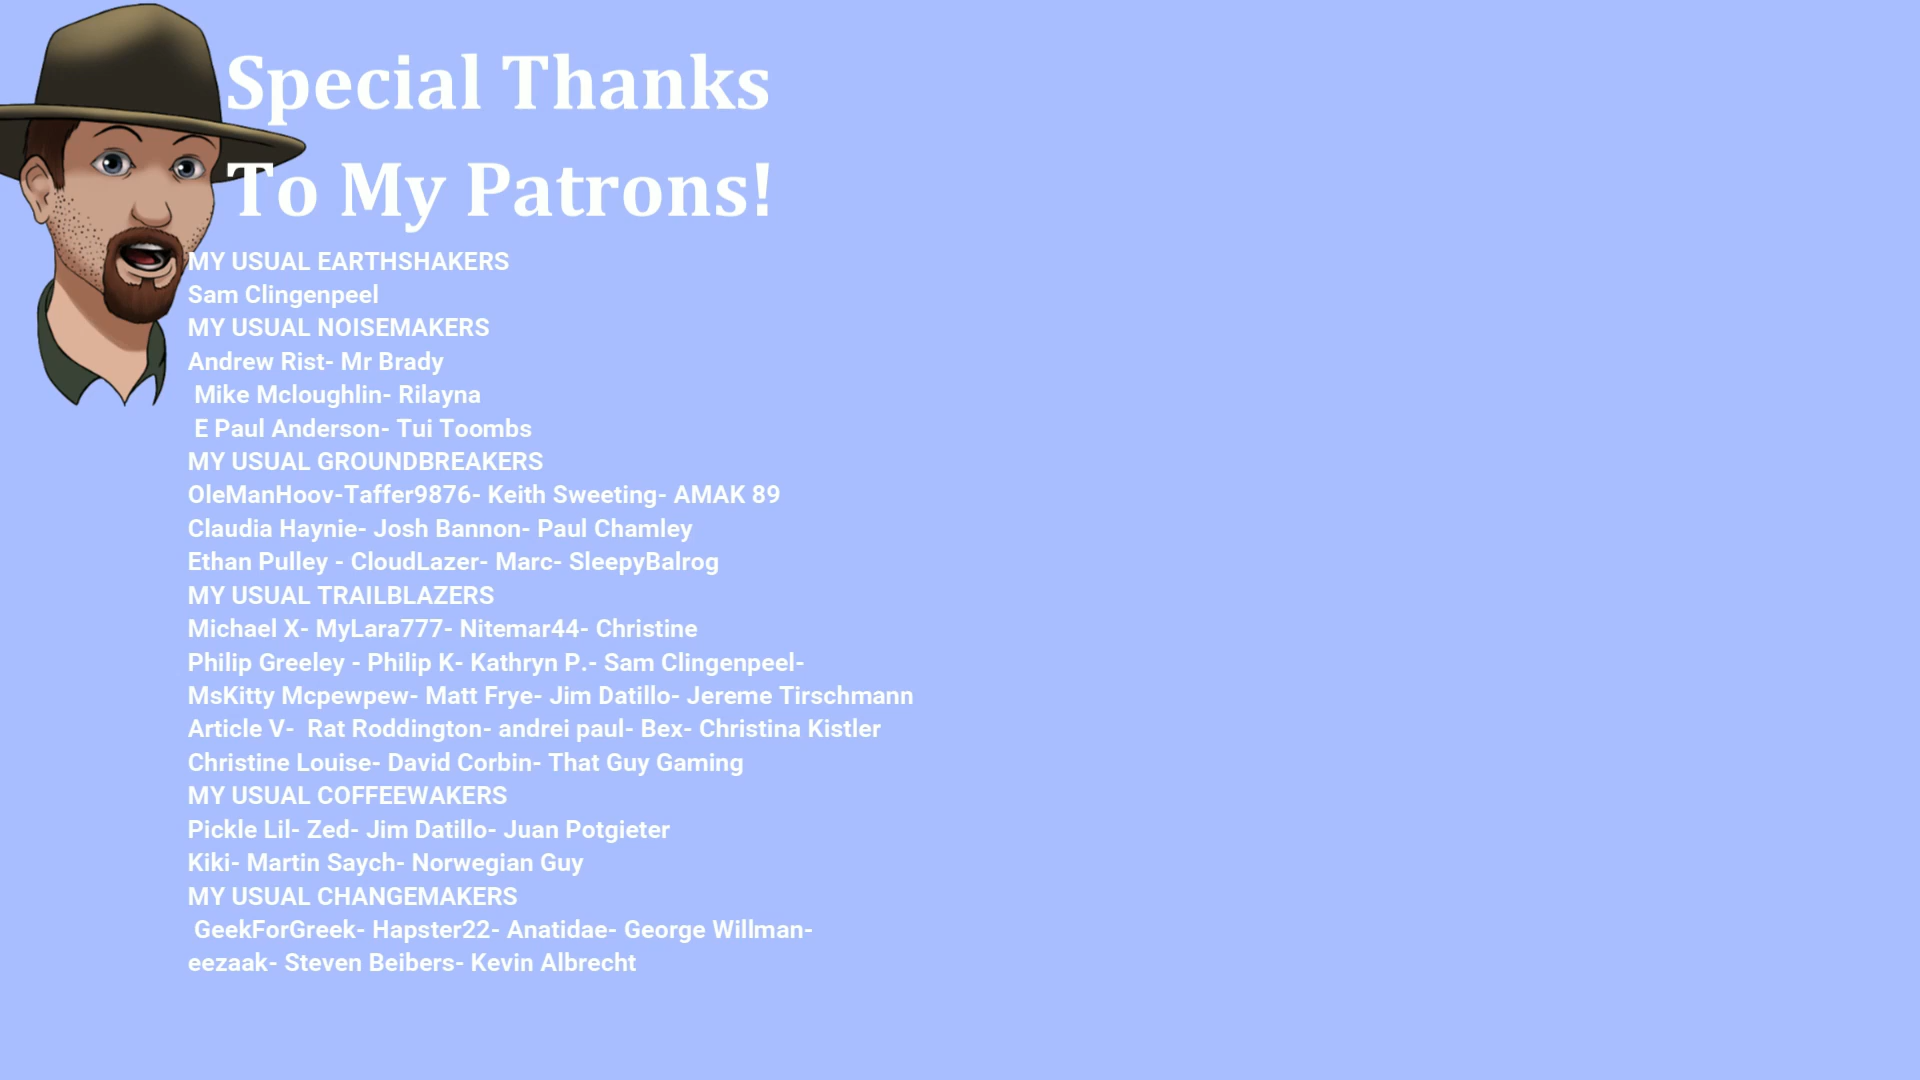 Special Thanks
To My Patrons!
MY USUAL EARTHSHAKERS
Sam Clingenpeel
MY USUAL NOISEMAKERS
Andrew Rist- Mr Brady
Mike Mcloughlin- Rilayna
E Paul Anderson- Tui Toombs
MY USUAL GROUNDBREAKERS
OleManHoov-Taffer9876- Keith Sweeting- AMAK 89
Claudia Haynie- Josh Bannon- Paul Chamley
Ethan Pulley - CloudLazer- Marc- SleepyBalrog
MY USUAL TRAILBLAZERS
Michael X- MyLara777- Nitemar44- Christine
Philip Greeley - Philip K- Kathryn P.- Sam Clingenpeel-
MsKitty Mcpewpew- Matt Frye- Jim Datillo- Jereme Tirschmann
Article V-  Rat Roddington- andrei paul- Bex- Christina Kistler
Christine Louise- David Corbin- That Guy Gaming
MY USUAL COFFEEWAKERS
Pickle Lil- Zed- Jim Datillo- Juan Potgieter
Kiki- Martin Saych- Norwegian Guy
MY USUAL CHANGEMAKERS
GeekForGreek- Hapster22- Anatidae- George Willman-
eezaak- Steven Beibers- Kevin Albrecht